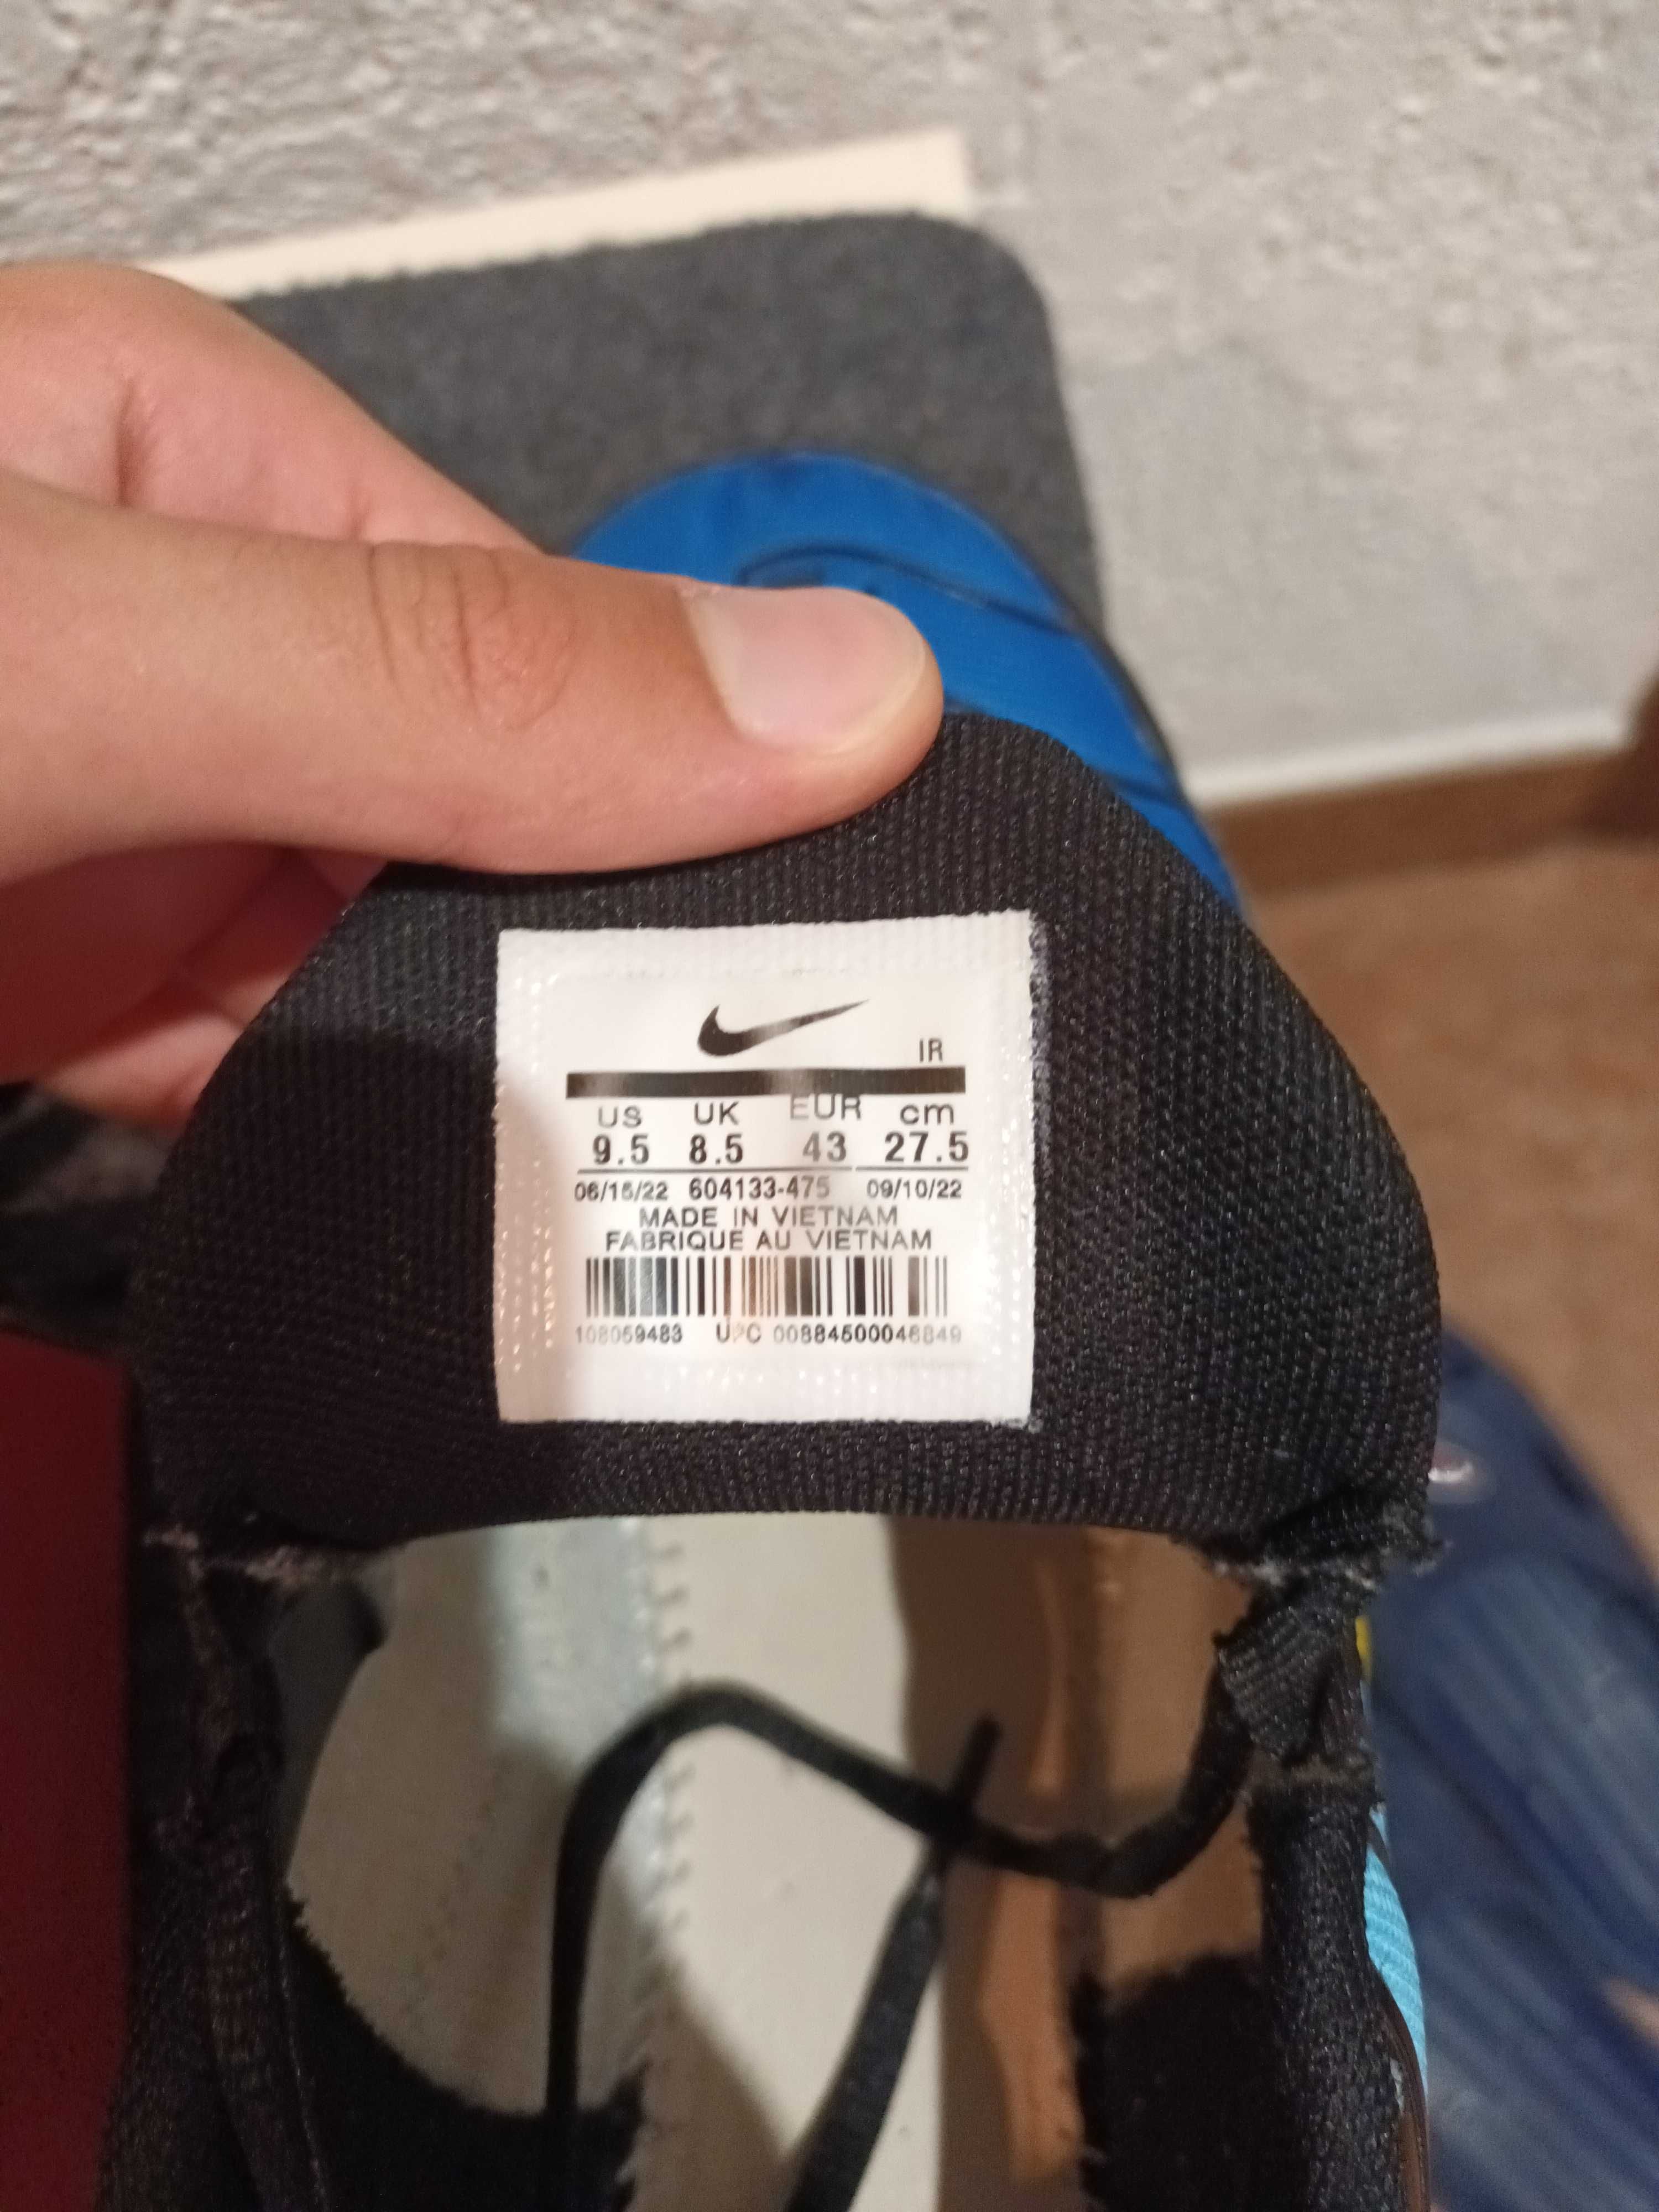 IR
US UK EUR cm
9.5 8.5 43 27.5
06/15/22 604133-475 09/10/22
MADE IN VIETNAM
FABRIQUE AU VIETNAM
108059483 UPC 00884500046849